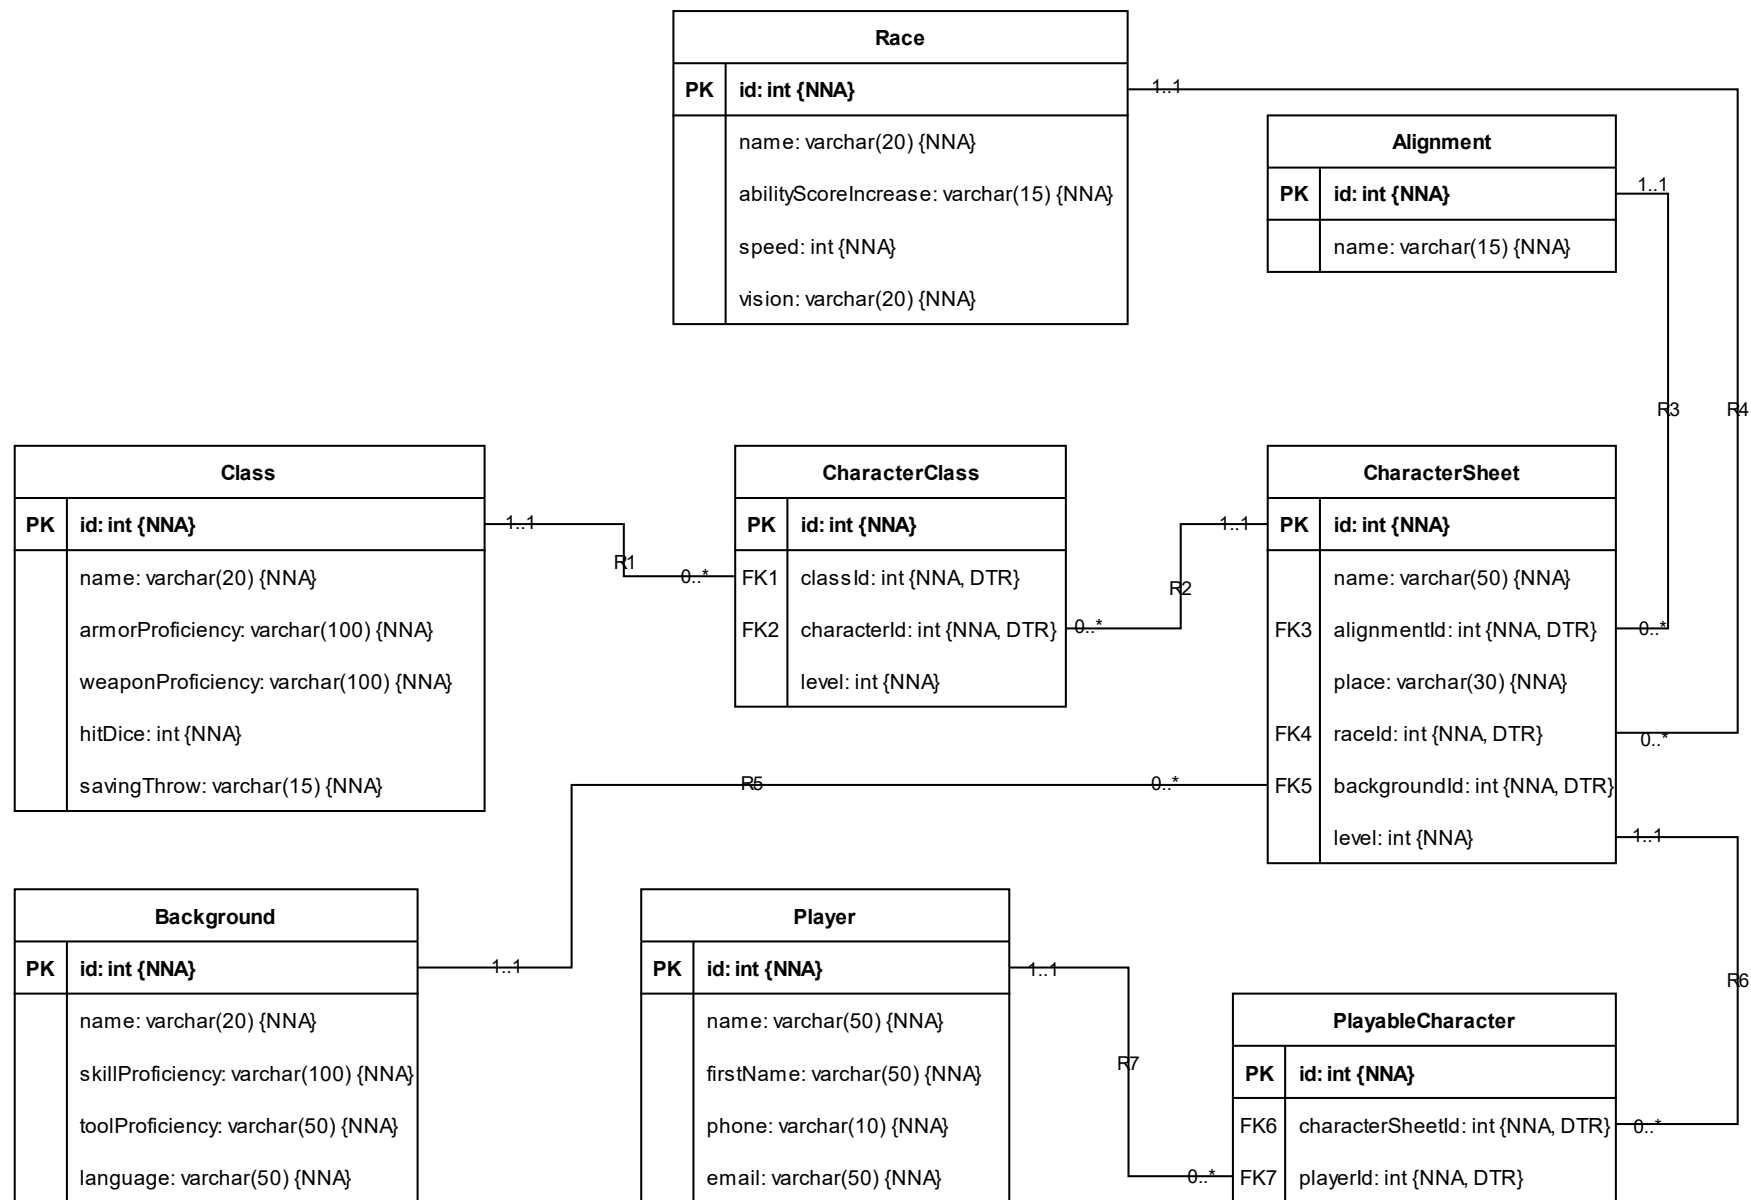 Race
PK id: int {NNA}
name: varchar(20) {NNA}
abilityScoreIncrease: varchar(15) {NNA}
speed: int {NNA}
vision: varchar(20) {NNA}
1..1
Alignment
PK id: int {NNA}
name: varchar(15) {NNA}
1..1
R3
R4
Class
PK id: int {NNA}
name: varchar(20) {NNA}
armorProficiency: varchar(100) {NNA}
weaponProficiency: varchar(100) {NNA}
hitDice: int {NNA}
savingThrow: varchar(15) {NNA}
1..1
R1
0..*
CharacterClass
PK id: int {NNA}
FK1 classId: int {NNA, DTR}
FK2 characterId: int {NNA, DTR}
level: int {NNA}
1..1
R2
0..*
CharacterSheet
PK id: int {NNA}
name: varchar(50) {NNA}
FK3 alignmentId: int {NNA, DTR}
place: varchar(30) {NNA}
FK4 raceId: int {NNA, DTR}
FK5 backgroundId: int {NNA, DTR}
level: int {NNA}
0..*
0..*
1..1
R5
0..*
Background
PK id: int {NNA}
name: varchar(20) {NNA}
skillProficiency: varchar(100) {NNA}
toolProficiency: varchar(50) {NNA}
language: varchar(50) {NNA}
1..1
Player
PK id: int {NNA}
name: varchar(50) {NNA}
firstName: varchar(50) {NNA}
phone: varchar(10) {NNA}
email: varchar(50) {NNA}
1..1
R7
0..*
R6
PlayableCharacter
PK id: int {NNA}
FK6 characterSheetId: int {NNA, DTR}
FK7 playerId: int {NNA, DTR}
0..*